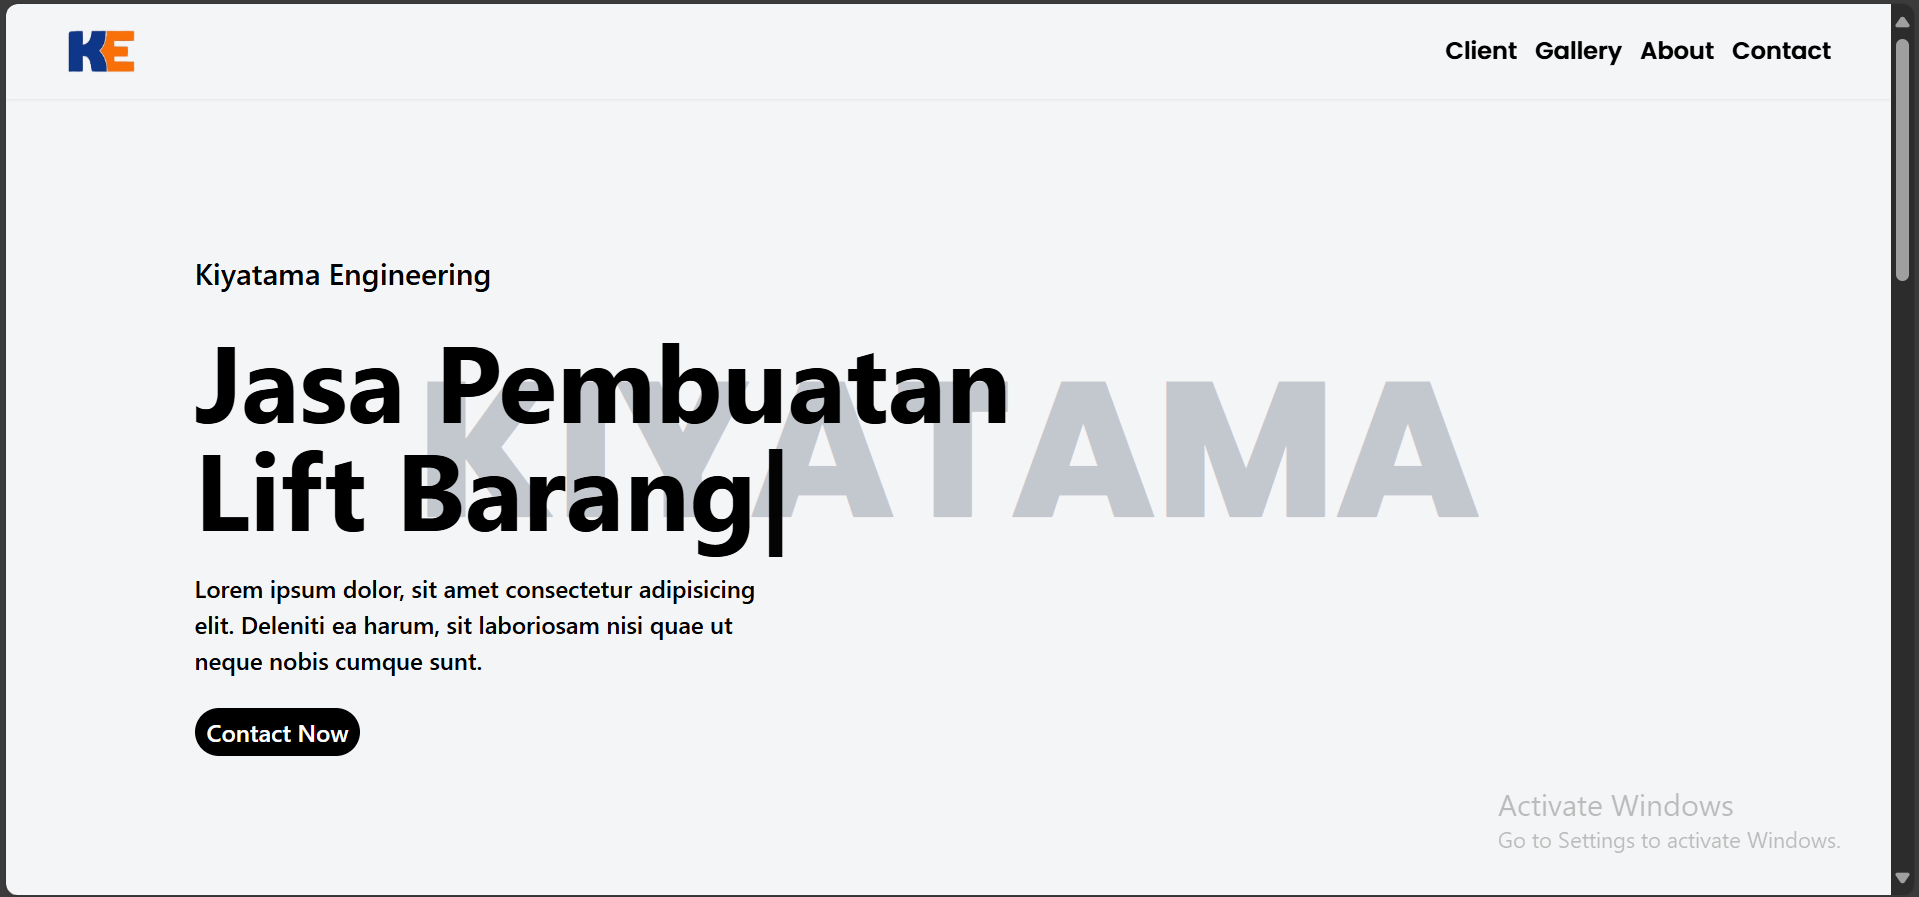 KE
Client Gallery About Contact
Kiyatama Engineering
KIYATAMA
Jasa Pembuatan
Lift Barang|
Lorem ipsum dolor, sit amet consectetur adipisicing
elit. Deleniti ea harum, sit laboriosam nisi quae ut
neque nobis cumque sunt.
Contact Now
Activate Windows
Go to Settings to activate Windows.